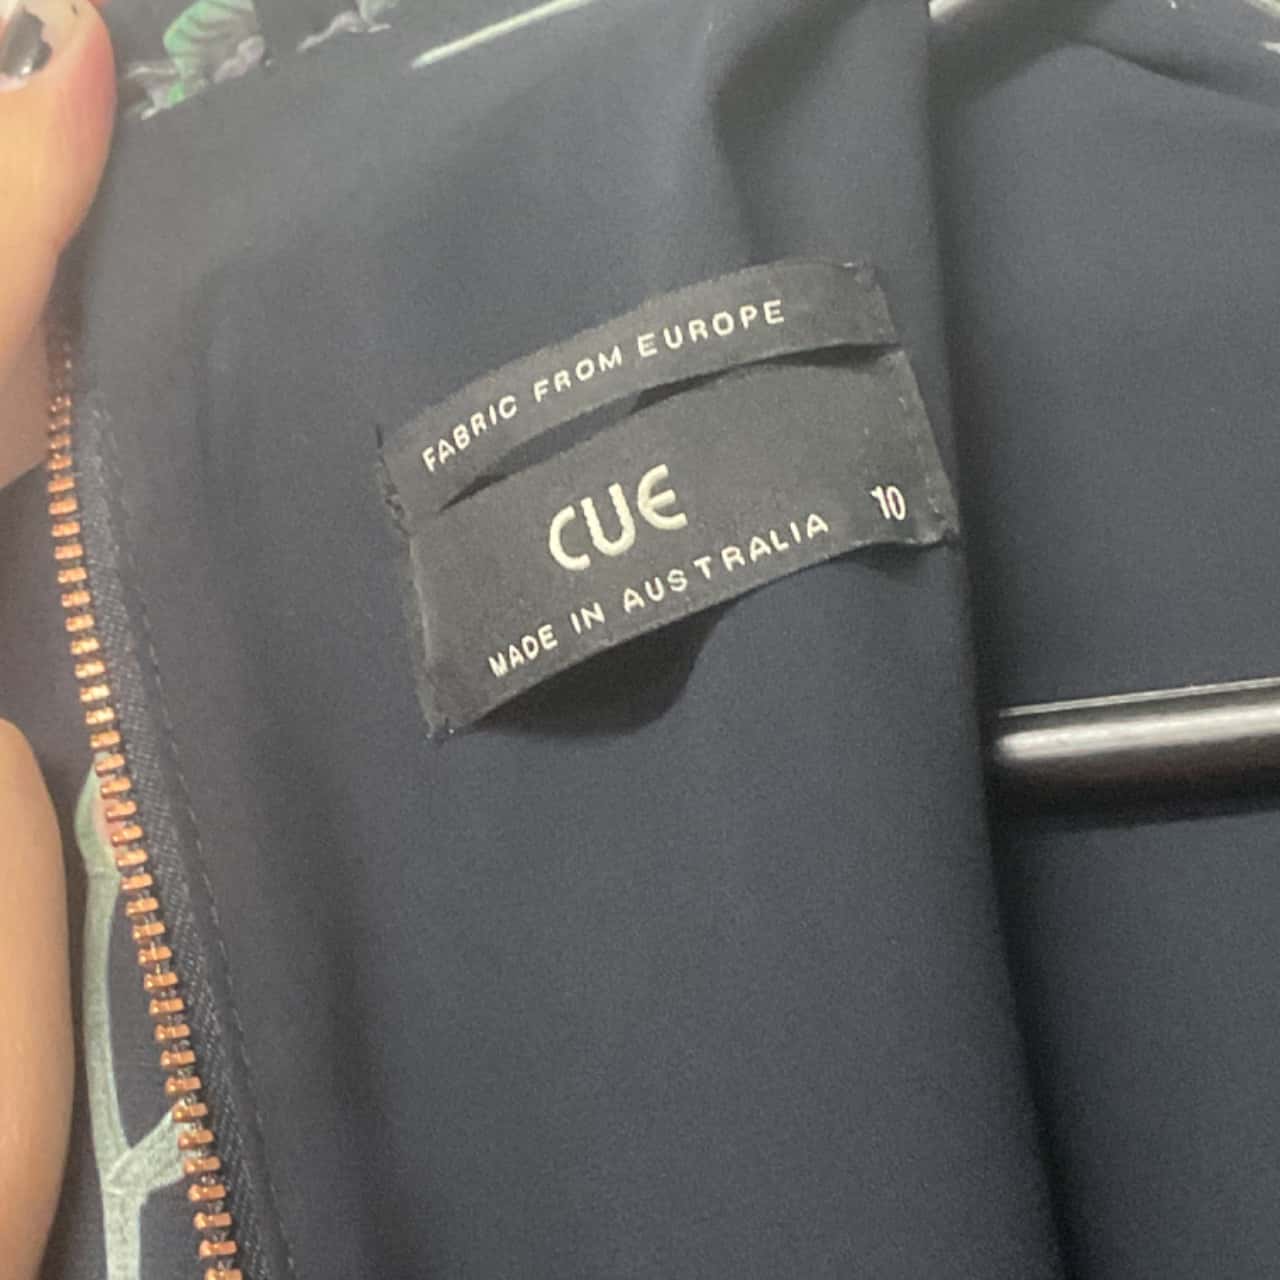 FABRIC FROM EUROPE
CUE
10
MADE IN AUSTRALIA